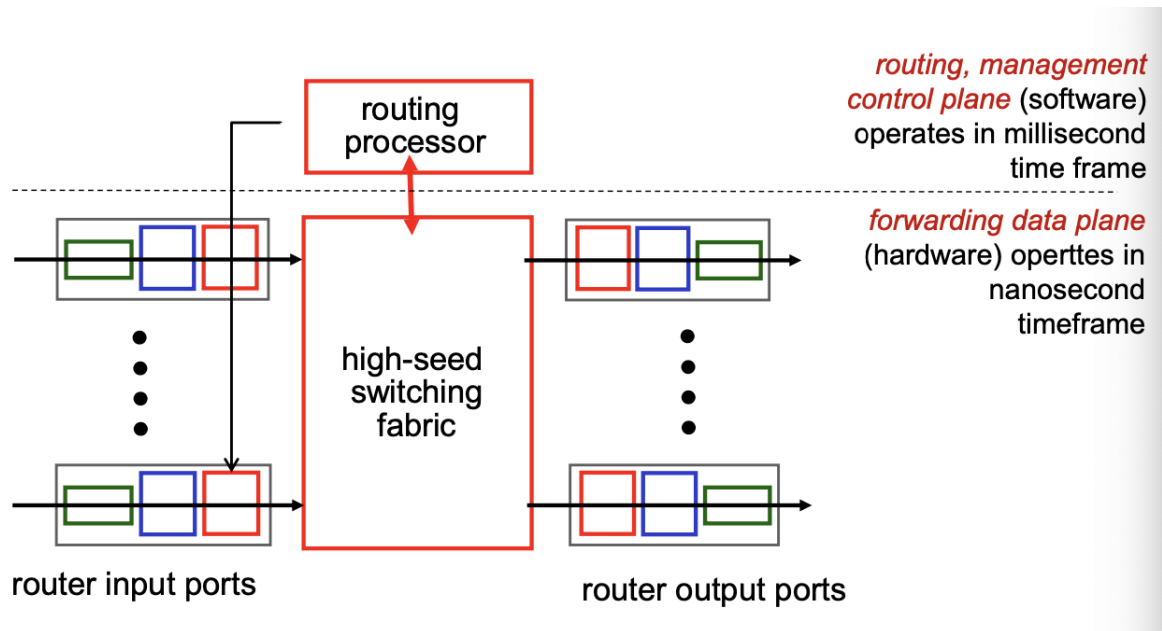 routing, management
control plane (software)
operates in millisecond
time frame
routing
processor
forwarding data plane
(hardware) operttes in
nanosecond
timeframe
high-seed
switching
fabric
router input ports
router output ports